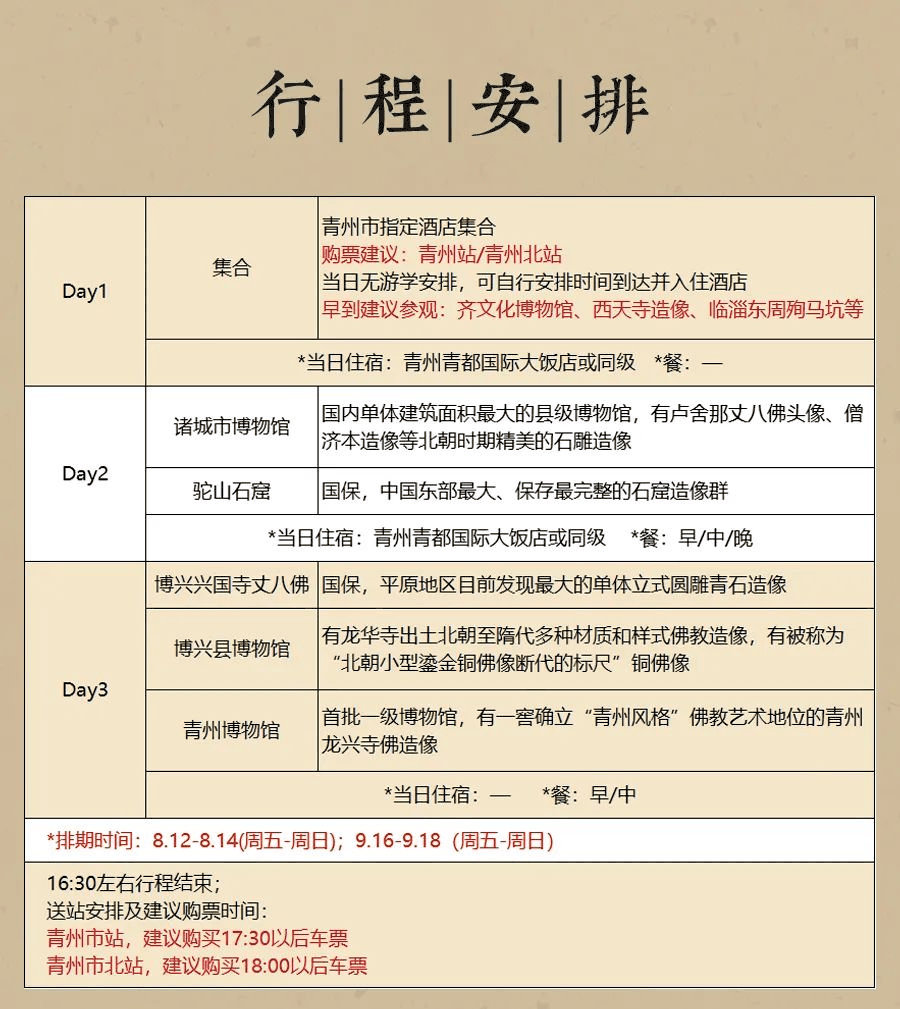 行|程|安|排
Day1
集合
青州市指定酒店集合
购票建议：青州站/青州北站
当日无游学安排，可自行安排时间到达并入住酒店
早到建议参观：齐文化博物馆、西天寺造像、临淄东周殉马坑等
*当日住宿：青州青都国际大饭店或同级 *餐：—
Day2
诸城市博物馆
国内单体建筑面积最大的县级博物馆，有卢舍那丈八佛头像、僧
济本造像等北朝时期精美的石雕造像
驼山石窟
国保，中国东部最大、保存最完整的石窟造像群
*当日住宿：青州青都国际大饭店或同级 *餐：早/中/晚
Day3
博兴兴国寺丈八佛
国保，平原地区目前发现最大的单体立式圆雕青石造像
博兴县博物馆
有龙华寺出土北朝至隋代多种材质和样式佛教造像，有被称为
“北朝小型鎏金铜佛像断代的标尺”铜佛像
青州博物馆
首批一级博物馆，有一窖确立“青州风格”佛教艺术地位的青州
龙兴寺佛造像
*当日住宿：— *餐：早/中
*排期时间：8.12-8.14(周五-周日)；9.16-9.18（周五-周日）
16:30左右行程结束；
送站安排及建议购票时间：
青州市站，建议购买17:30以后车票
青州市北站，建议购买18:00以后车票